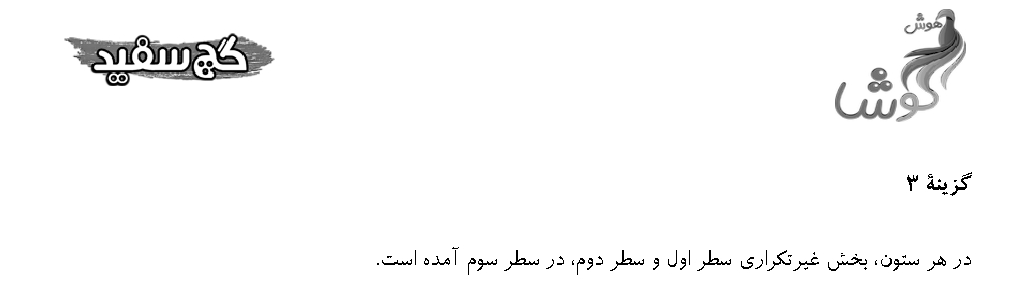 هوش
گوشا
گچ سفید
گزینهٔ ۳
در هر ستون، بخش غیرتکراری سطر اول و سطر دوم، در سطر سوم آمده است.